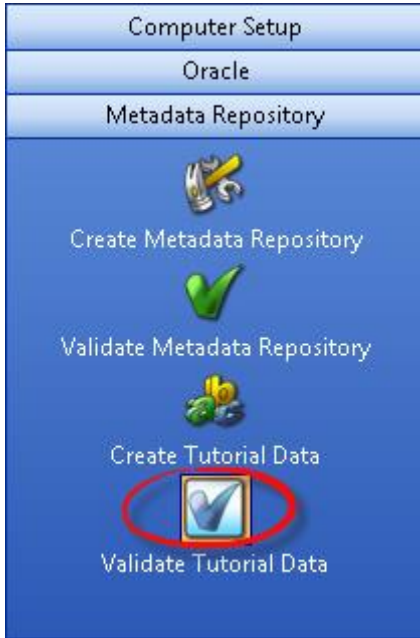 Computer Setup
Oracle
Metadata Repository
Create Metadata Repository
Validate Metadata Repository
Create Tutorial Data
Validate Tutorial Data